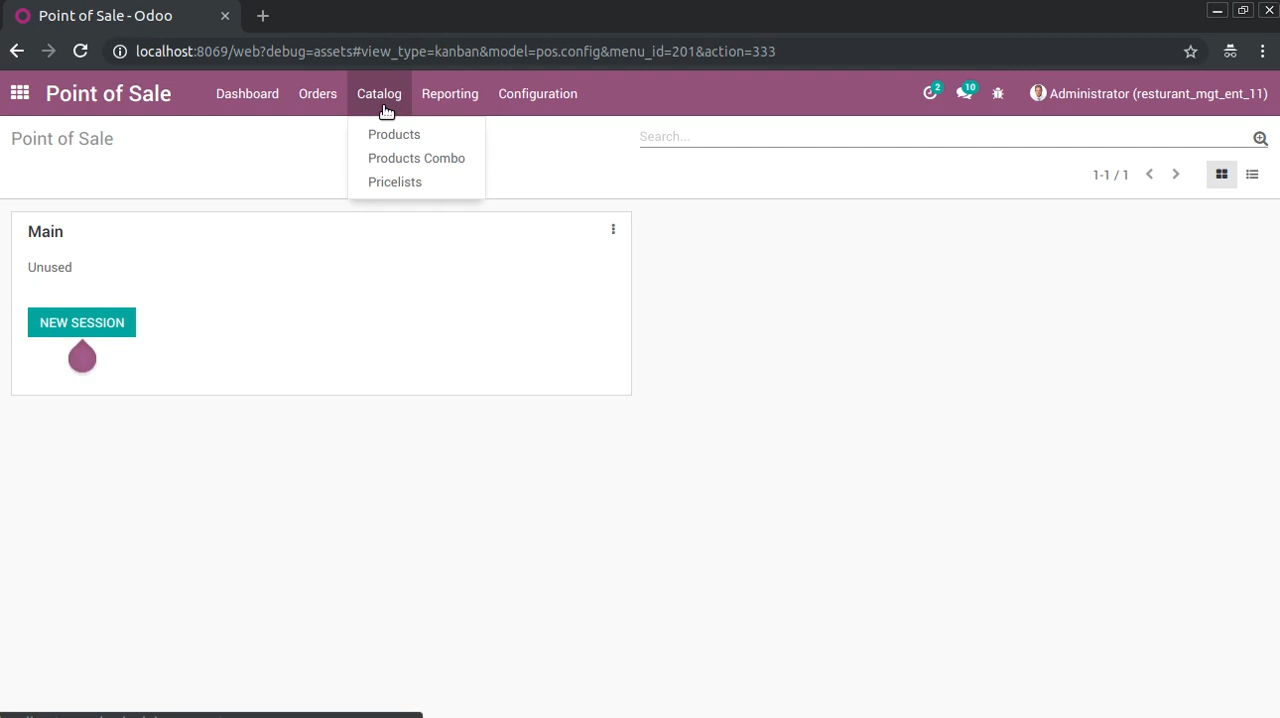 Point of Sale - Odoo
localhost:8069/web?debug=assets#view_type=kanban&model=pos.config&menu_id=201&action=333
Point of Sale Dashboard Orders Catalog Reporting Configuration 2 10 Administrator (resturant_mgt_ent_11)
Point of Sale
Search...
Products
Products Combo
Pricelists
1-1 / 1
Main
Unused
NEW SESSION